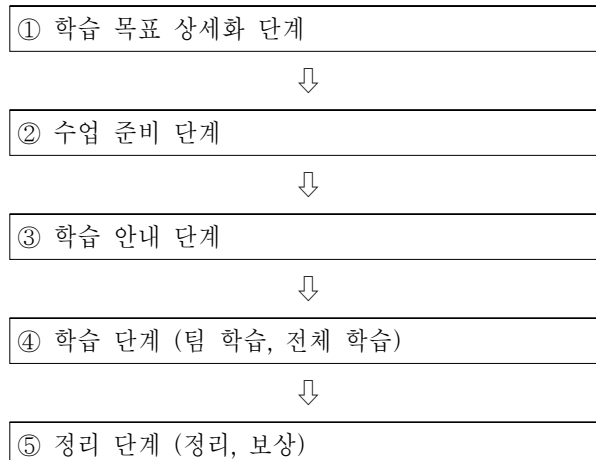 ① 학습 목표 상세화 단계
⇩
② 수업 준비 단계
⇩
③ 학습 안내 단계
⇩
④ 학습 단계 (팀 학습, 전체 학습)
⇩
⑤ 정리 단계 (정리, 보상)